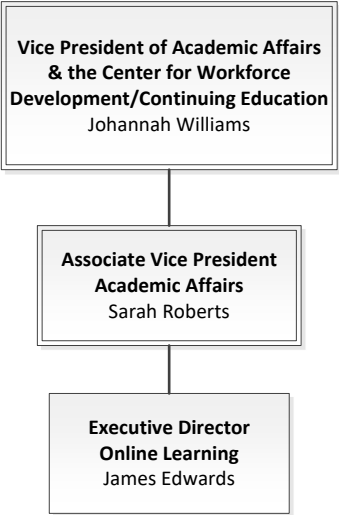 Vice President of Academic Affairs
& the Center for Workforce
Development/Continuing Education
Johannah Williams
Associate Vice President
Academic Affairs
Sarah Roberts
Executive Director
Online Learning
James Edwards